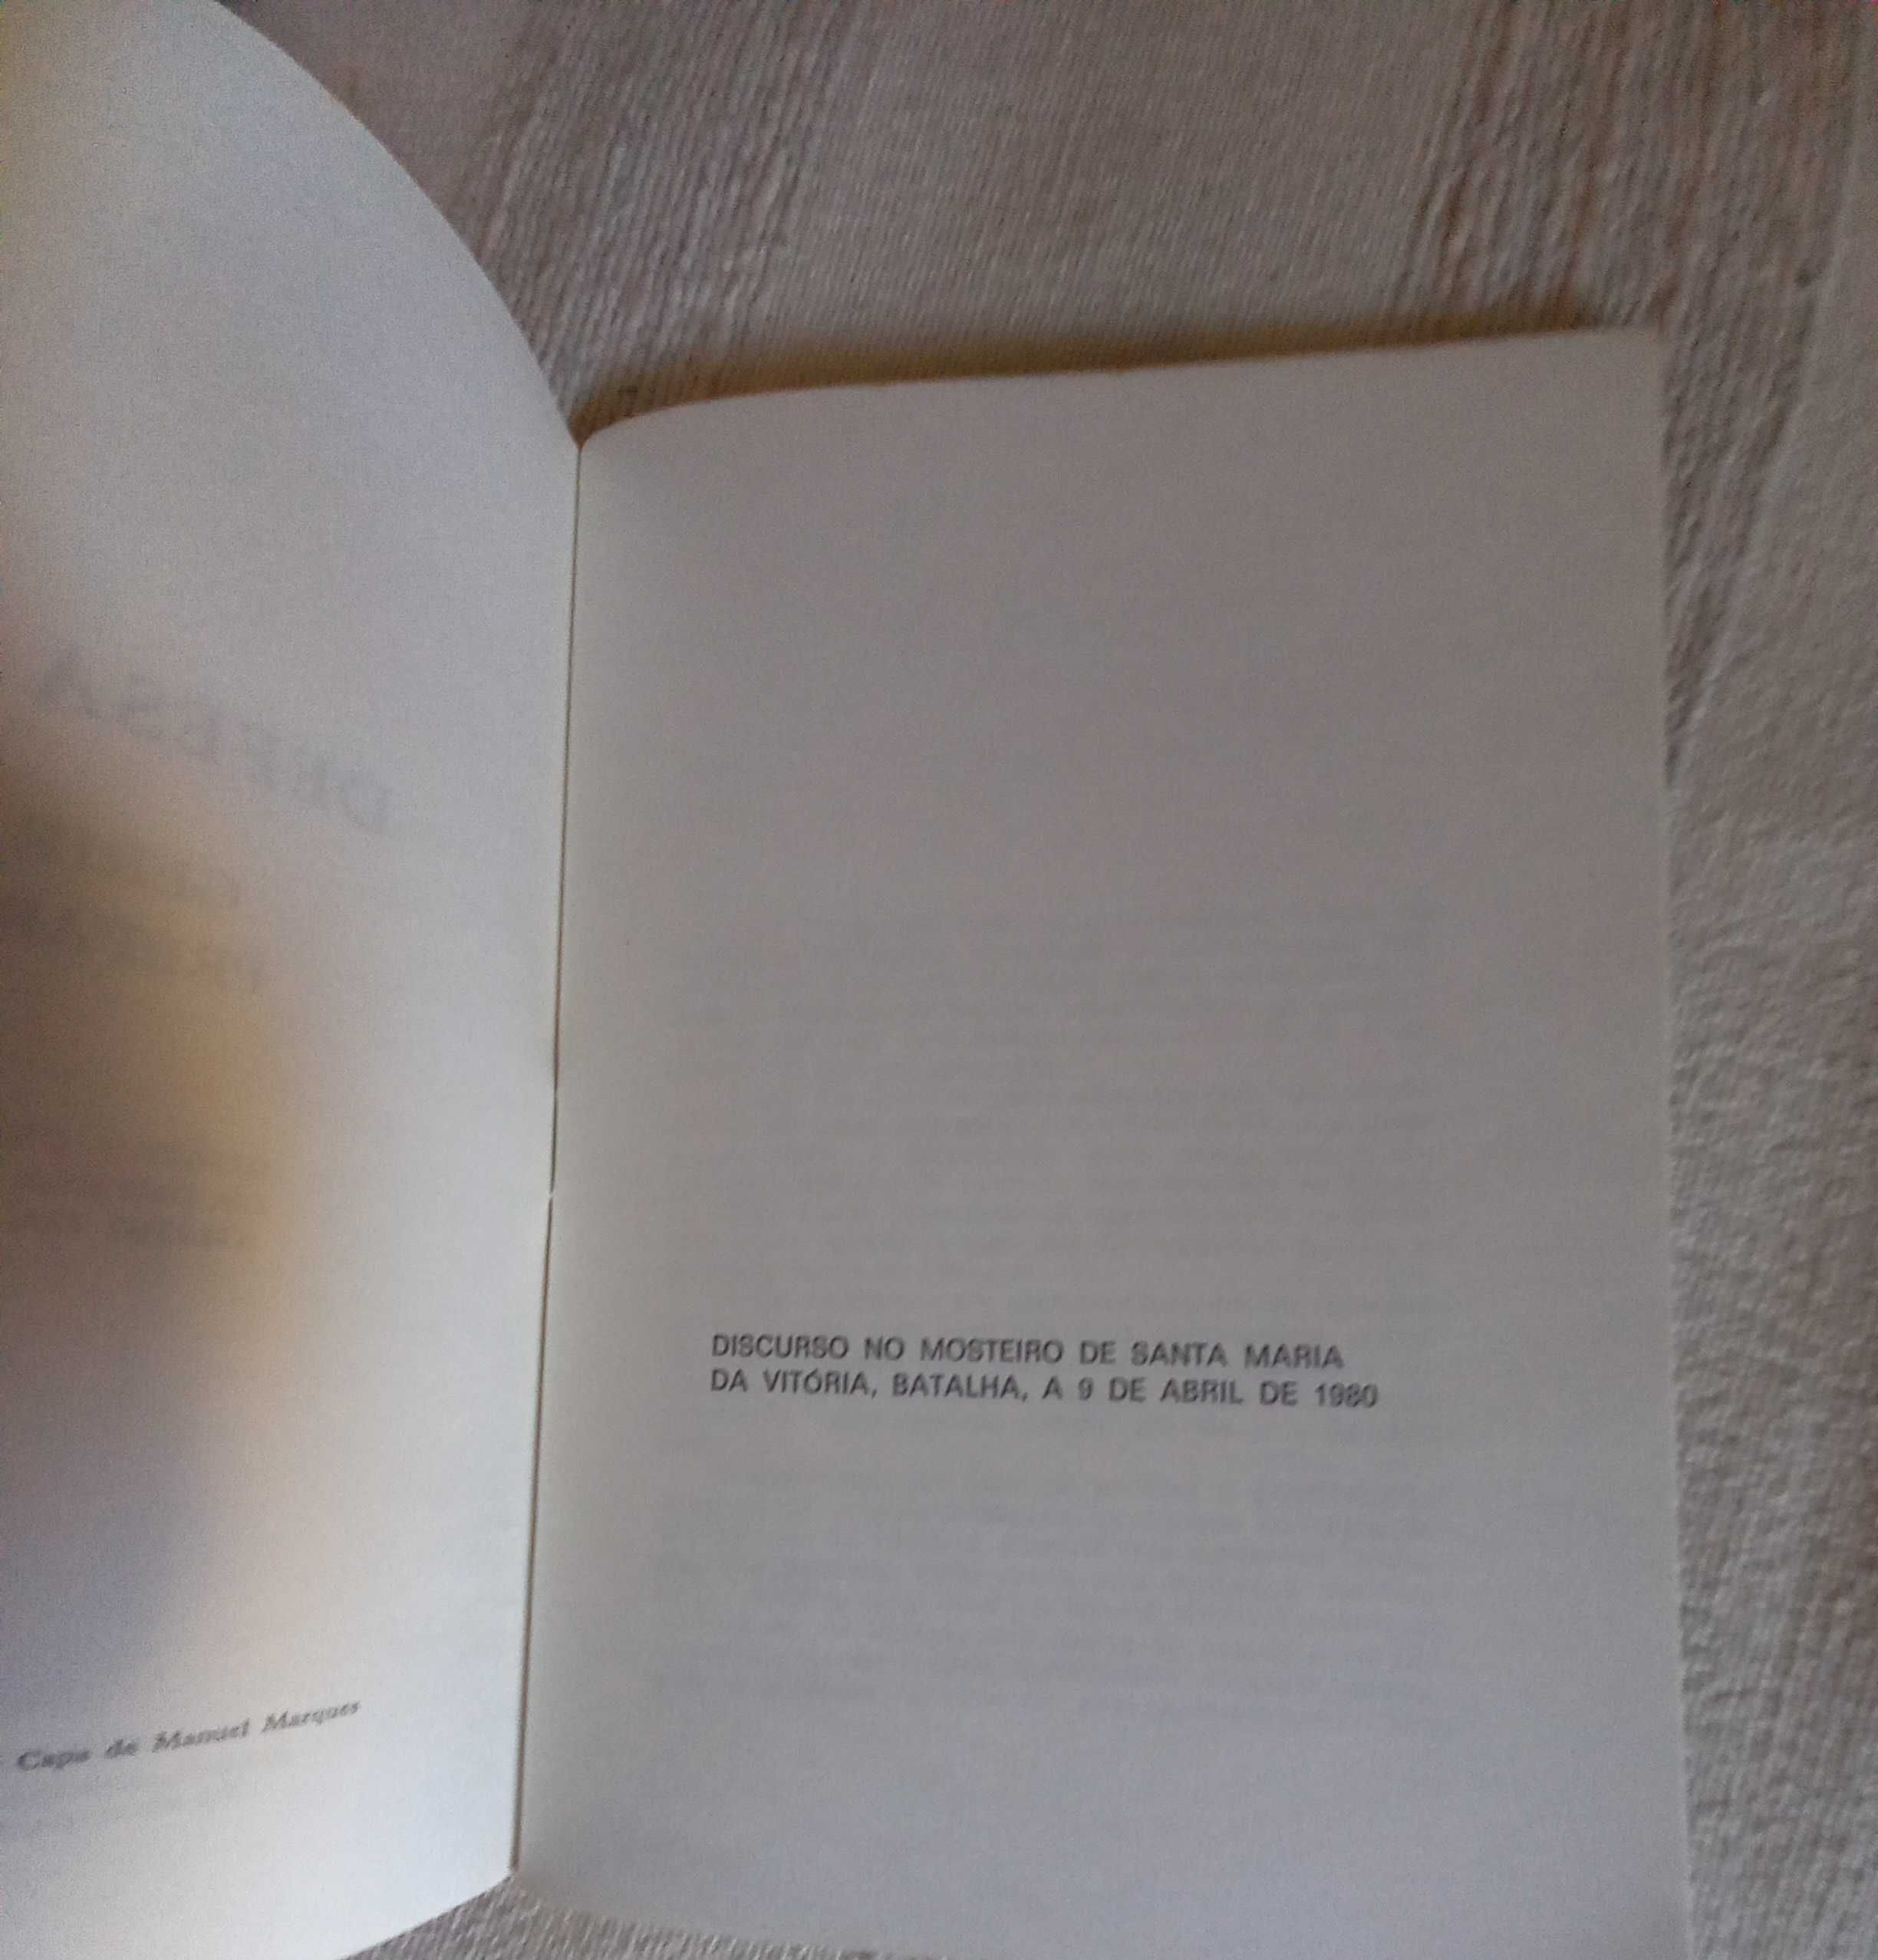 Capa de Manuel Marques
DISCURSO NO MOSTEIRO DE SANTA MARIA
DA VITÓRIA, BATALHA, A 9 DE ABRIL DE 1980